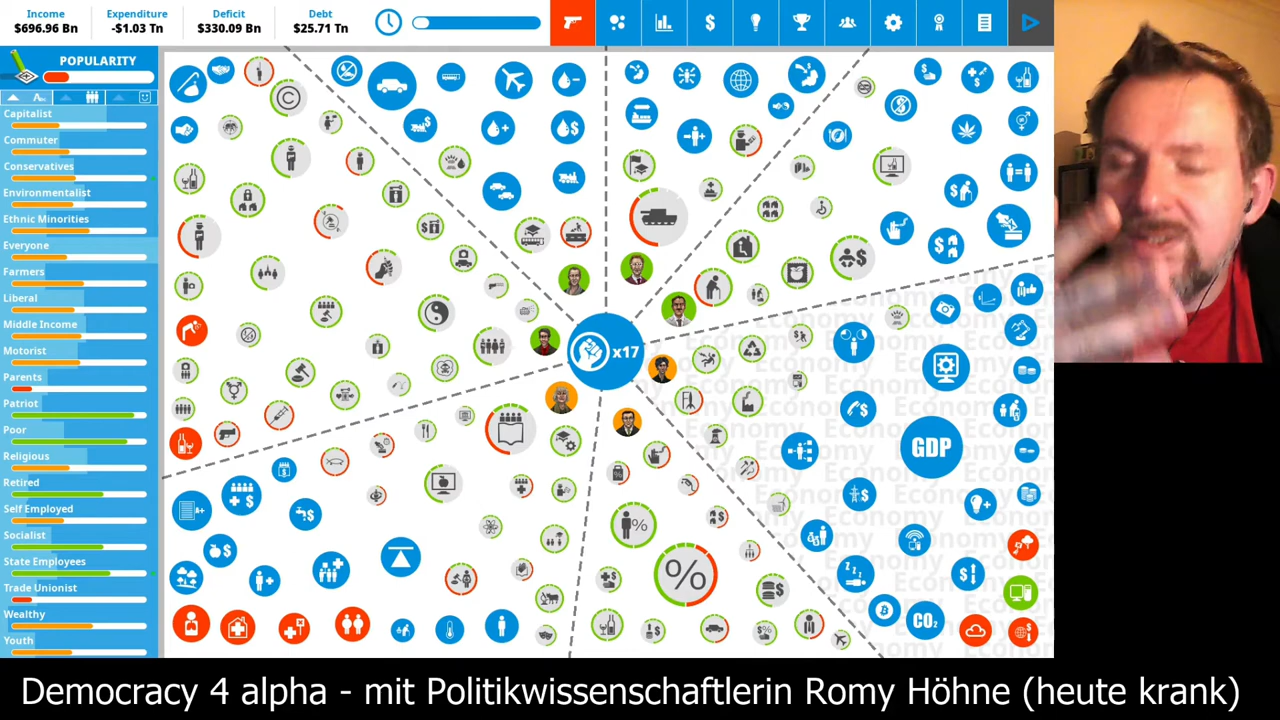 Income
Expenditure
Deficit
Debt
$696.96 Bn
-$1.03 Tn
$330.09 Bn
$25.71 Tn
POPULARITY
Capitalist
Commuter
Conservatives
Environmentalist
Ethnic Minorities
Everyone
Farmers
Liberal
Middle Income
Motorist
Parents
Patriot
Poor
Religious
Retired
Self Employed
Socialist
State Employees
Trade Unionist
Wealthy
Youth
x17
GDP
CO₂
%
Economy
Democracy 4 alpha - mit Politikwissenschaftlerin Romy Höhne (heute krank)